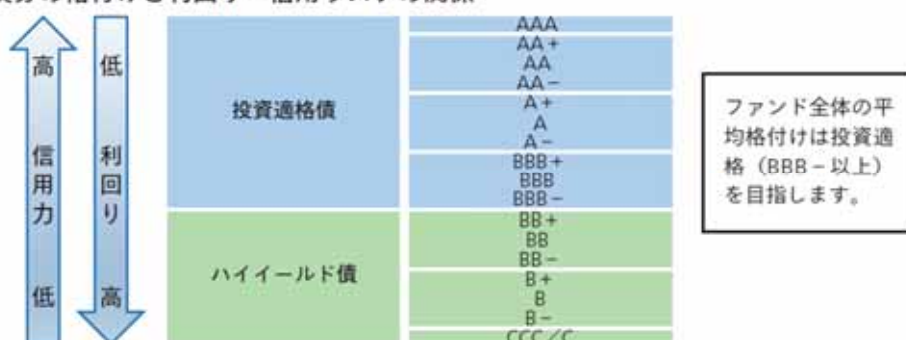 高
信用力
低
低
利回り
高
投資適格債
AAA
AA+
AA
AA−
A+
A
A−
BBB+
BBB
BBB−
ハイイールド債
BB+
BB
BB−
B+
B
B−
ファンド全体の平
均格付けは投資適
格（BBB−以上）
を目指します。